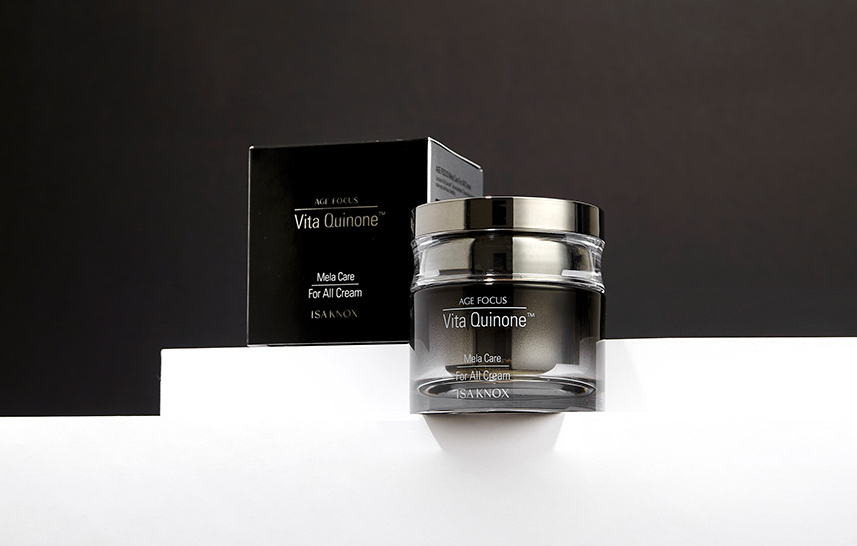 AGE FOCUS
Vita Quinone™
Mela Care
For All Cream
ISA KNOX
AGE FOCUS
Vita Quinone™
Mela Care
For All Cream
ISA KNOX